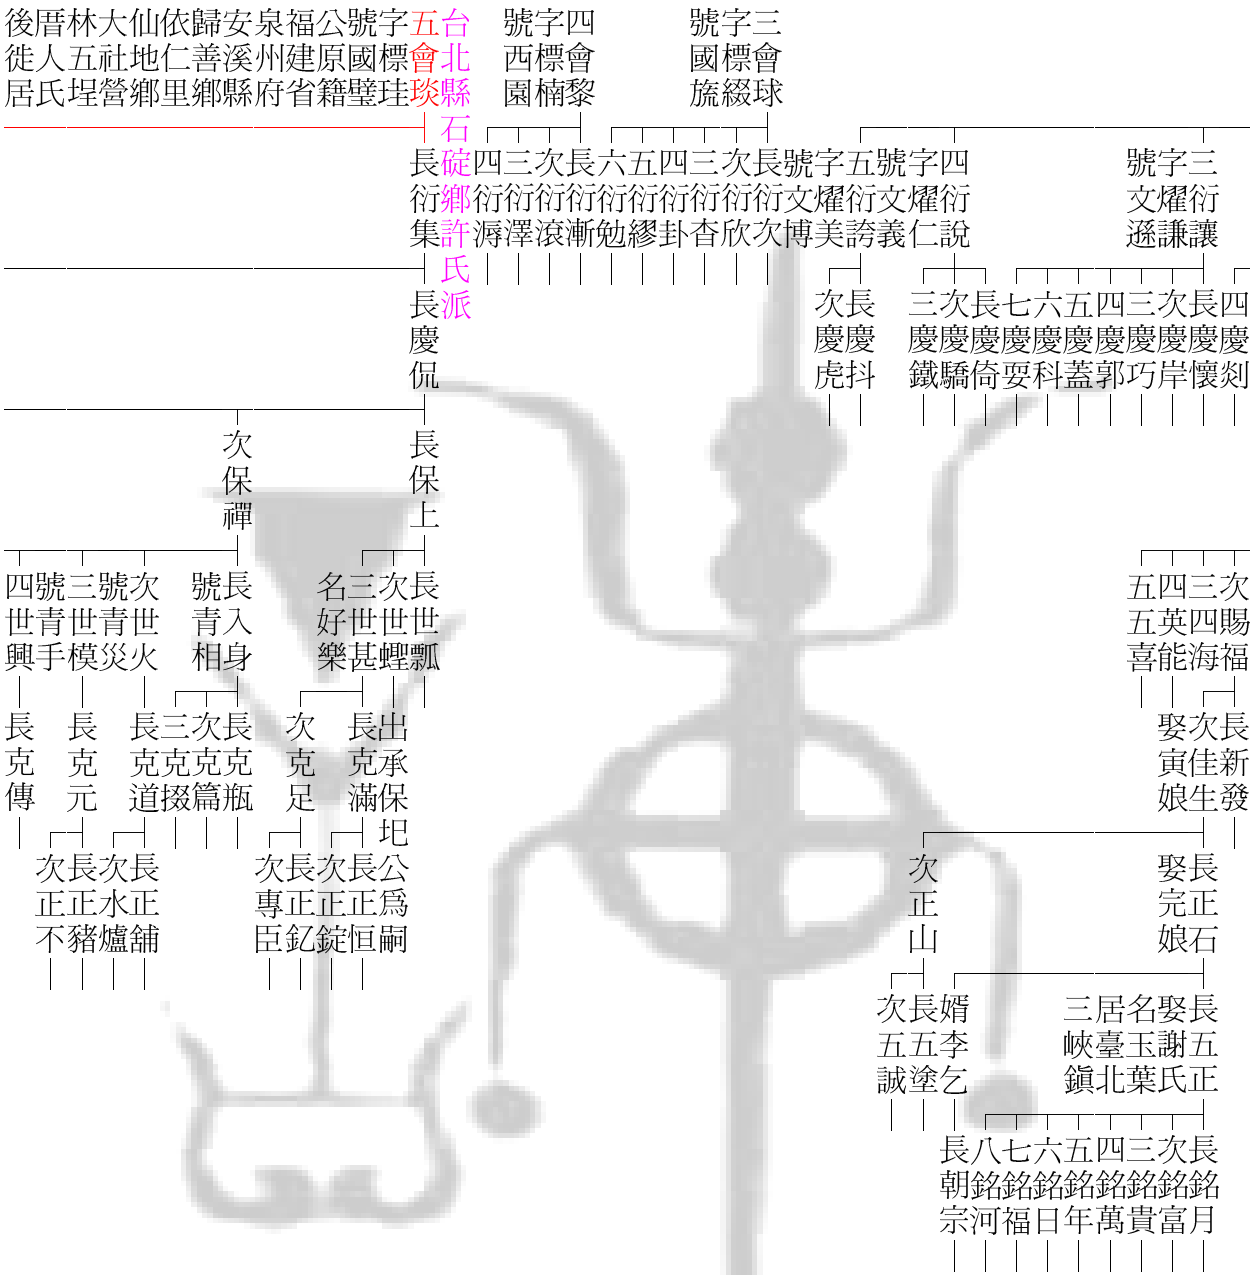 三會球
字標綴
號國旒
四會黎
字標楠
號西園
台北縣石碇鄉許氏派
五會琰
字標珪
號國璧
公原籍
福建省
泉州府
安溪縣
歸善鄉
依仁里
仙地鄉
大社營
林五埕
厝人氏
後徙居
三衍讓
字燿謙
號文遜
四衍說
字燿仁
號文義
五衍誇
字燿美
號文博
長衍次
次衍欣
三衍杏
四衍卦
五衍繆
六衍勉
長衍漸
次衍滾
三衍澤
四衍溽
長衍集
四慶剡
長慶懷
次慶岸
三慶巧
四慶郭
五慶蓋
六慶科
七慶耍
長慶倚
次慶驕
三慶鐵
長慶抖
次慶虎
長慶侃
長保上
次保禪
次賜福
三四海
四英能
五五喜
長世瓢
次世蟶
三世甚
名好樂
長入身
號青相
次世火
號青災
三世模
號青手
四世興
長新發
次佳生
娶寅娘
出承保圯公為嗣
長克滿
次克足
長克瓶
次克篇
三克掇
長克道
長克元
長克傳
長正石
娶完娘
次正山
長正恒
次正錠
長正釔
次專臣
長正舖
次水爐
長正豬
次正不
長五正
娶謝氏
名玉葉
居臺北
三峽鎭
婿李乞
長五塗
次五誠
長銘月
次銘富
三銘貴
四銘萬
五銘年
六銘日
七銘福
八銘河
長朝宗